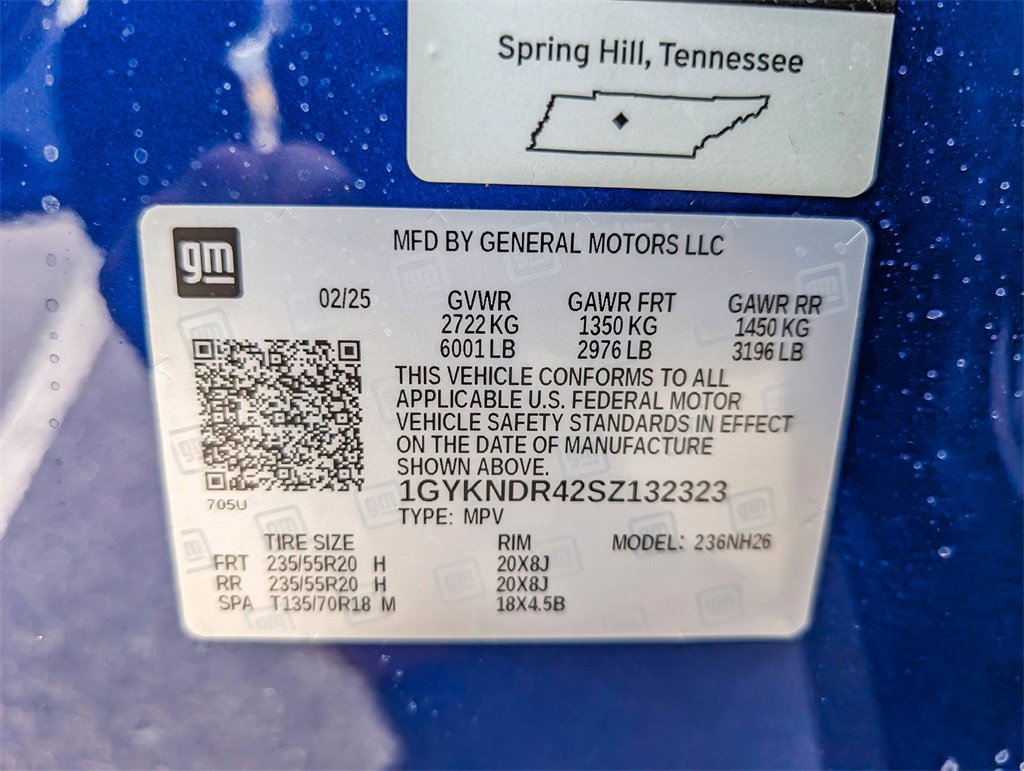 Spring Hill, Tennessee
gm
MFD BY GENERAL MOTORS LLC
02/25 GVWR GAWR FRT GAWR RR
2722 KG 1350 KG 1450 KG
6001 LB 2976 LB 3196 LB
THIS VEHICLE CONFORMS TO ALL
APPLICABLE U.S. FEDERAL MOTOR
VEHICLE SAFETY STANDARDS IN EFFECT
ON THE DATE OF MANUFACTURE
SHOWN ABOVE.
705U
1GYKNDR42SZ132323
TYPE: MPV
TIRE SIZE RIM MODEL: 236NH26
FRT 235/55R20 H 20X8J
RR 235/55R20 H 20X8J
SPA T135/70R18 M 18X4.5B